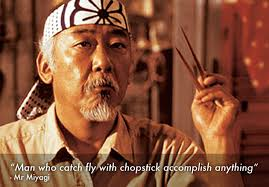 “Man who catch fly with chopstick accomplish anything”
- Mr Miyagi